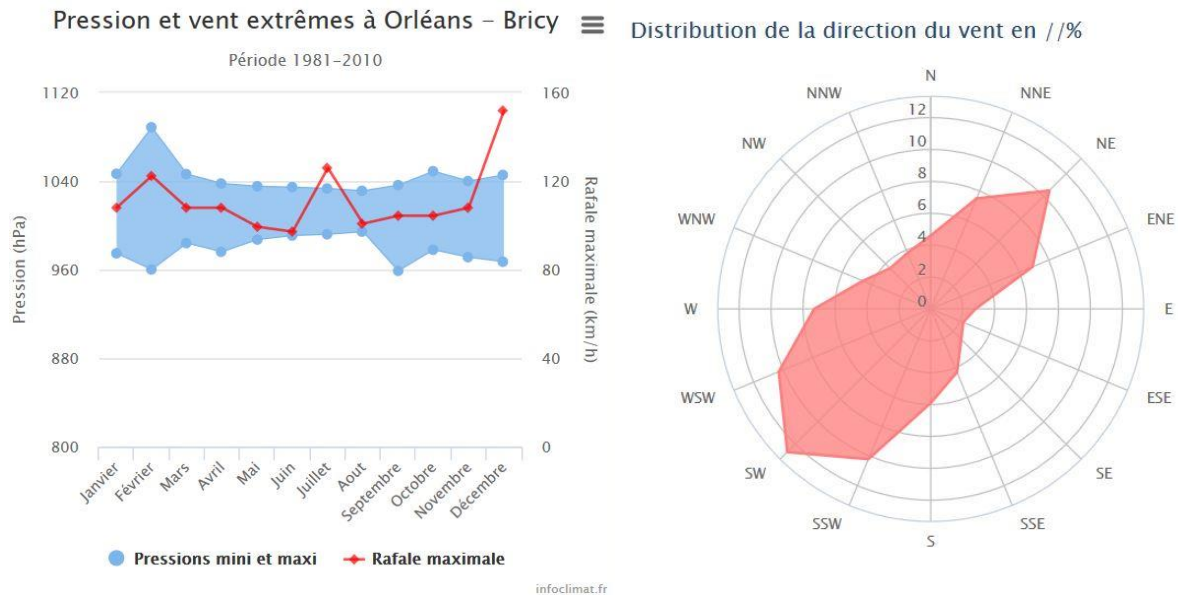 Pression et vent extrêmes à Orléans – Bricy
Période 1981–2010
1120
1040
960
880
800
Pression (hPa)
160
120
80
40
0
Rafale maximale (km/h)
Janvier
Février
Mars
Avril
Mai
Juin
Juillet
Aout
Septembre
Octobre
Novembre
Décembre
Pressions mini et maxi
Rafale maximale
Distribution de la direction du vent en //%
N
NNE
NE
ENE
E
ESE
SE
SSE
S
SSW
SW
WSW
W
WNW
NW
NNW
12
10
8
6
4
2
0
infoclimat.fr